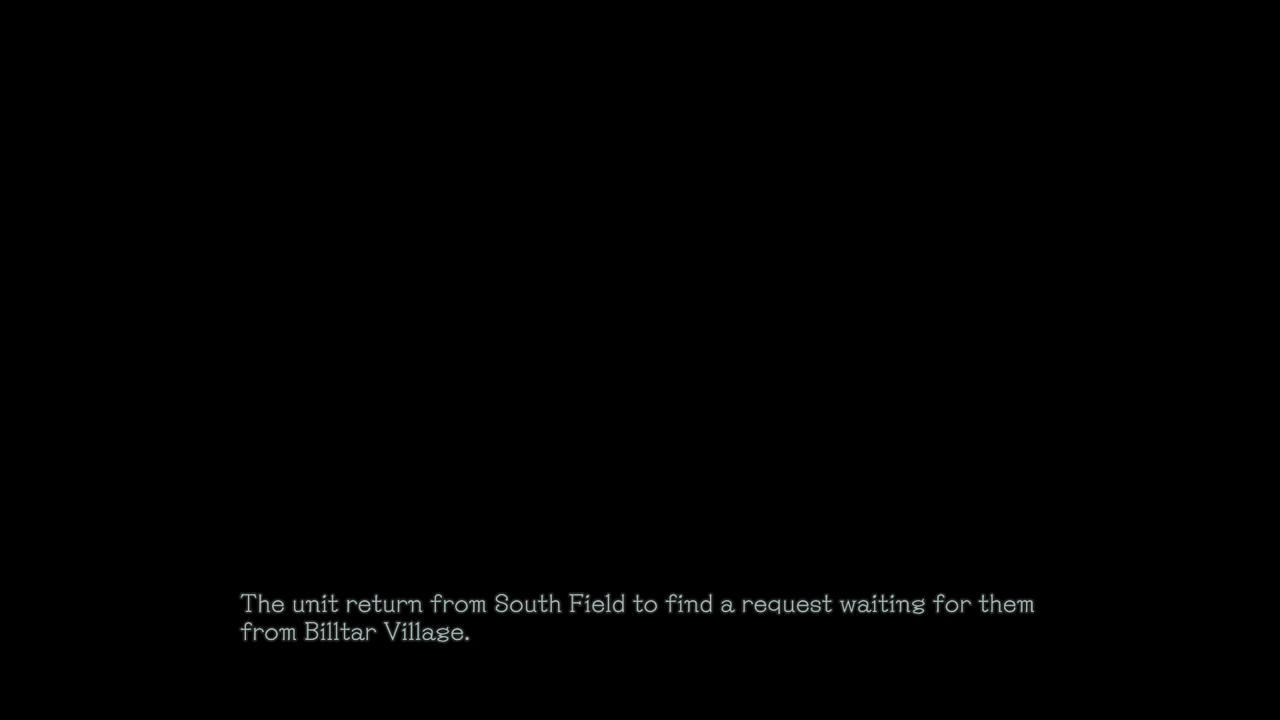 The unit return from South Field to find a request waiting for them
from Billtar Village.